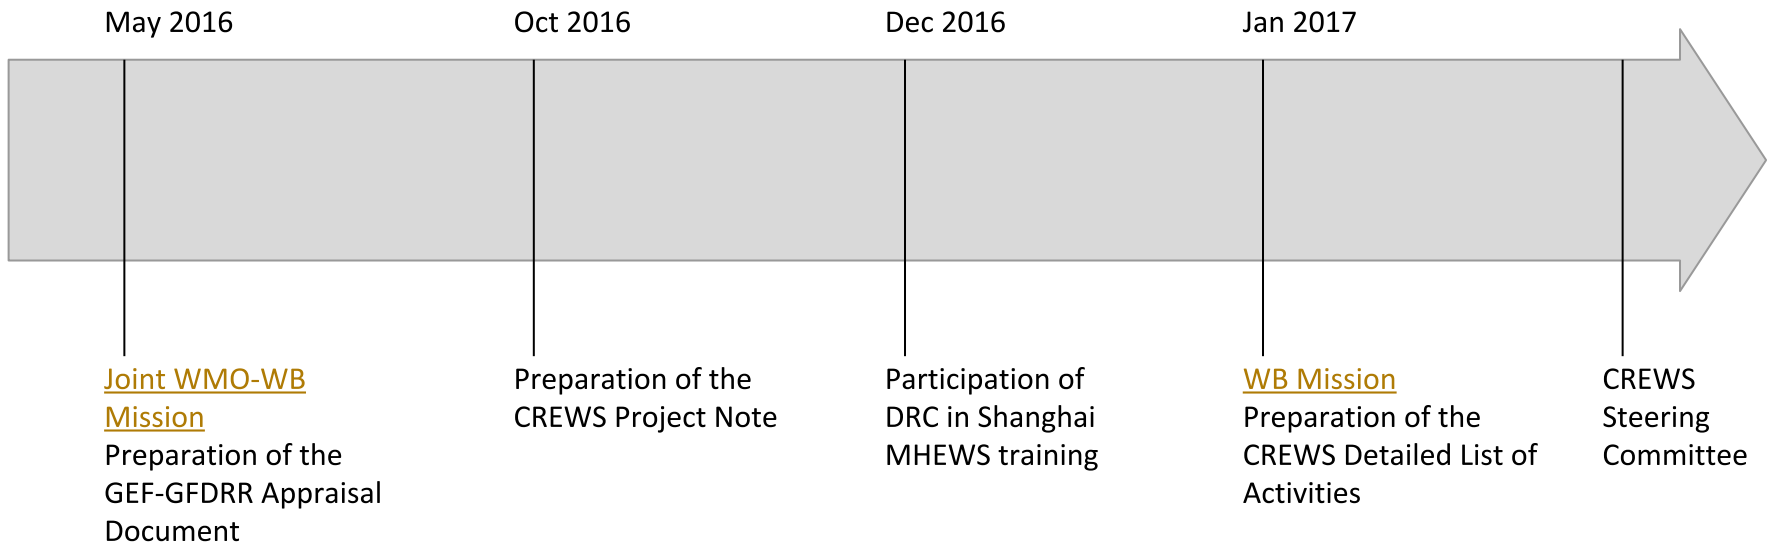 May 2016
Oct 2016
Dec 2016
Jan 2017
Joint WMO-WB
Mission
Preparation of the
GEF-GFDRR Appraisal
Document
Preparation of the
CREWS Project Note
Participation of
DRC in Shanghai
MHEWS training
WB Mission
Preparation of the
CREWS Detailed List of
Activities
CREWS
Steering
Committee